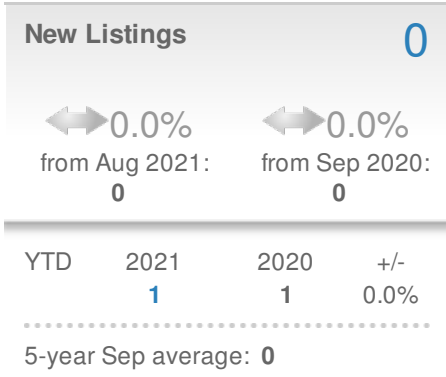 New Listings 0
0.0% 0.0%
from Aug 2021: from Sep 2020:
0 0
YTD 2021 2020 +/-
1 1 0.0%
5-year Sep average: 0